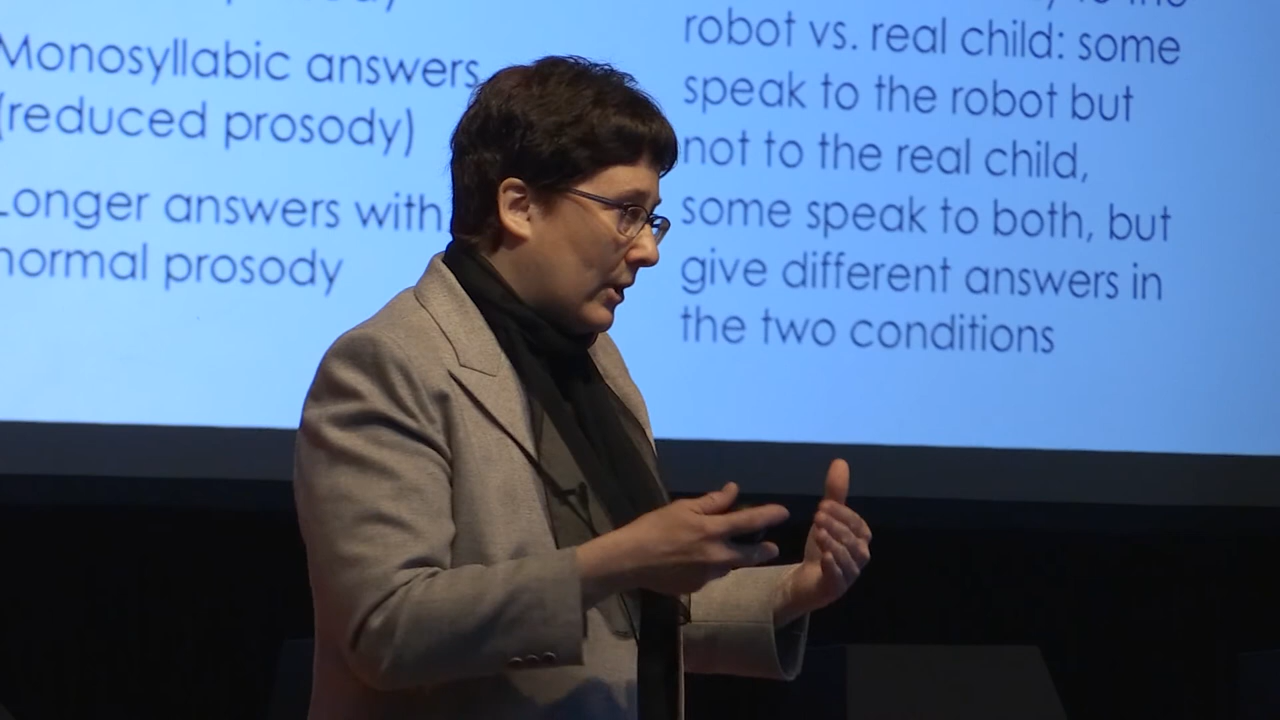 Monosyllabic answers
(reduced prosody)
Longer answers with
normal prosody
robot vs. real child: some
speak to the robot but
not to the real child,
some speak to both, but
give different answers in
the two conditions